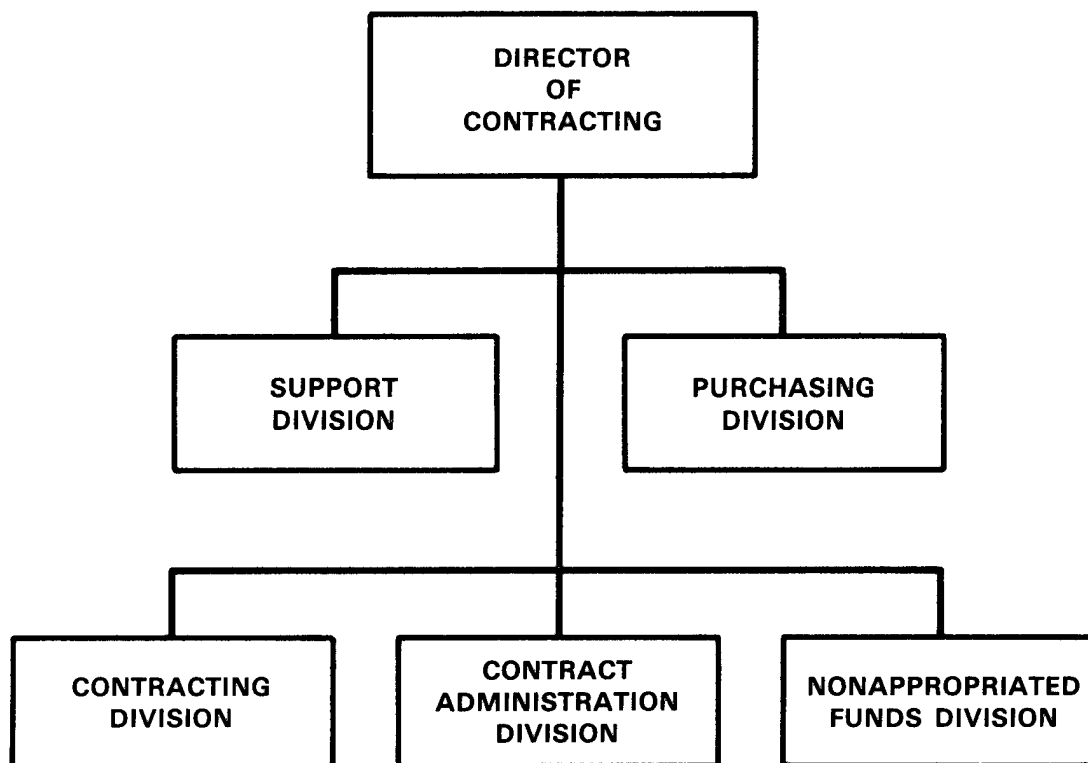 DIRECTOR
OF
CONTRACTING
SUPPORT
DIVISION
PURCHASING
DIVISION
CONTRACTING
DIVISION
CONTRACT
ADMINISTRATION
DIVISION
NONAPPROPRIATED
FUNDS DIVISION